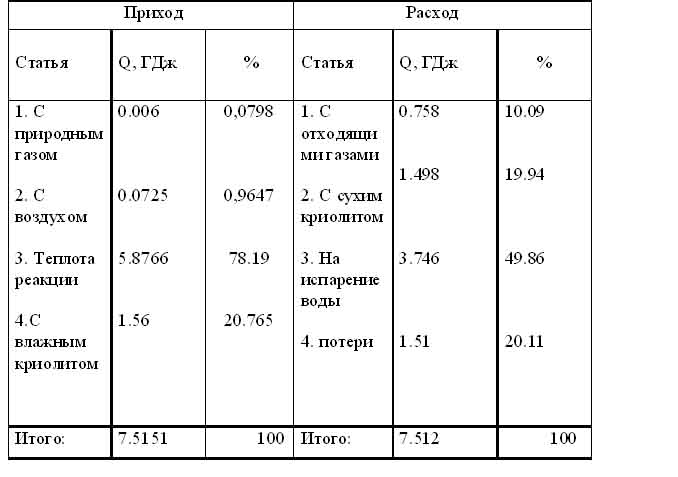 Приход Расход
Статья Q, ГДж % Статья Q, ГДж %
1. С 0.006 0,0798 1. С 0.758 10.09
природным отходящи
газом ми газами
1.498 19.94
2. С 0.0725 0,9647 2. С сухим
воздухом криолитом
3. Теплота 5.8766 78.19 3. На 3.746 49.86
реакции испарение
воды
4.С 1.56 20.765
влажным 4. потери 1.51 20.11
криолитом
Итого: 7.5151 100 Итого: 7.512 100